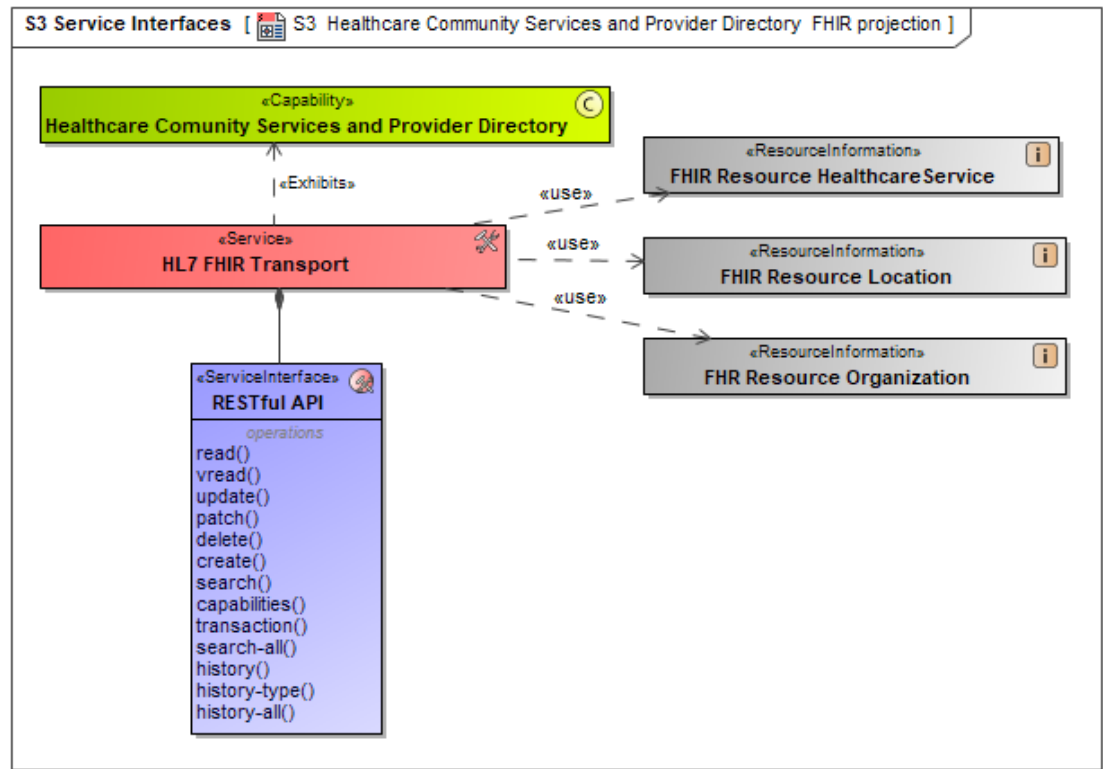 S3 Service Interfaces [ S3 Healthcare Community Services and Provider Directory FHIR projection ]
«Capability»
C
Healthcare Comunity Services and Provider Directory
«Exhibits»
«Service»
HL7 FHIR Transport
«use»
«use»
«use»
«ResourceInformation»
i
FHIR Resource HealthcareService
«ResourceInformation»
i
FHIR Resource Location
«ResourceInformation»
i
FHR Resource Organization
«ServiceInterface»
RESTful API
operations
read()
vread()
update()
patch()
delete()
create()
search()
capabilities()
transaction()
search-all()
history()
history-type()
history-all()